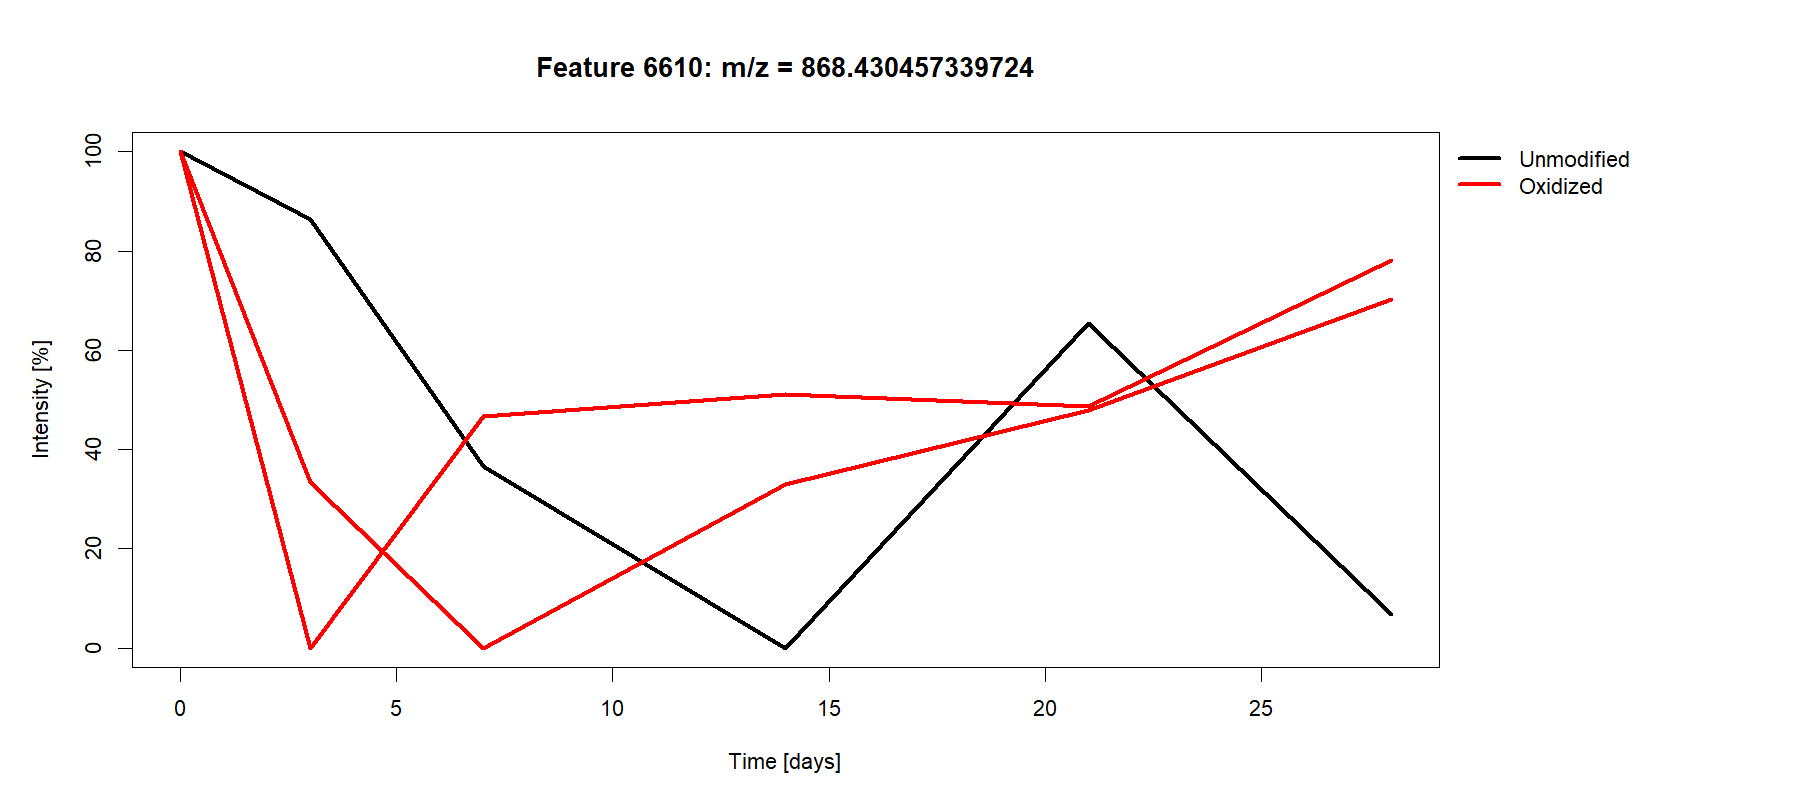 Feature 6610: m/z = 868.430457339724
Unmodified
Oxidized
Intensity [%]
100
80
60
40
20
0
0 5 10 15 20 25
Time [days]